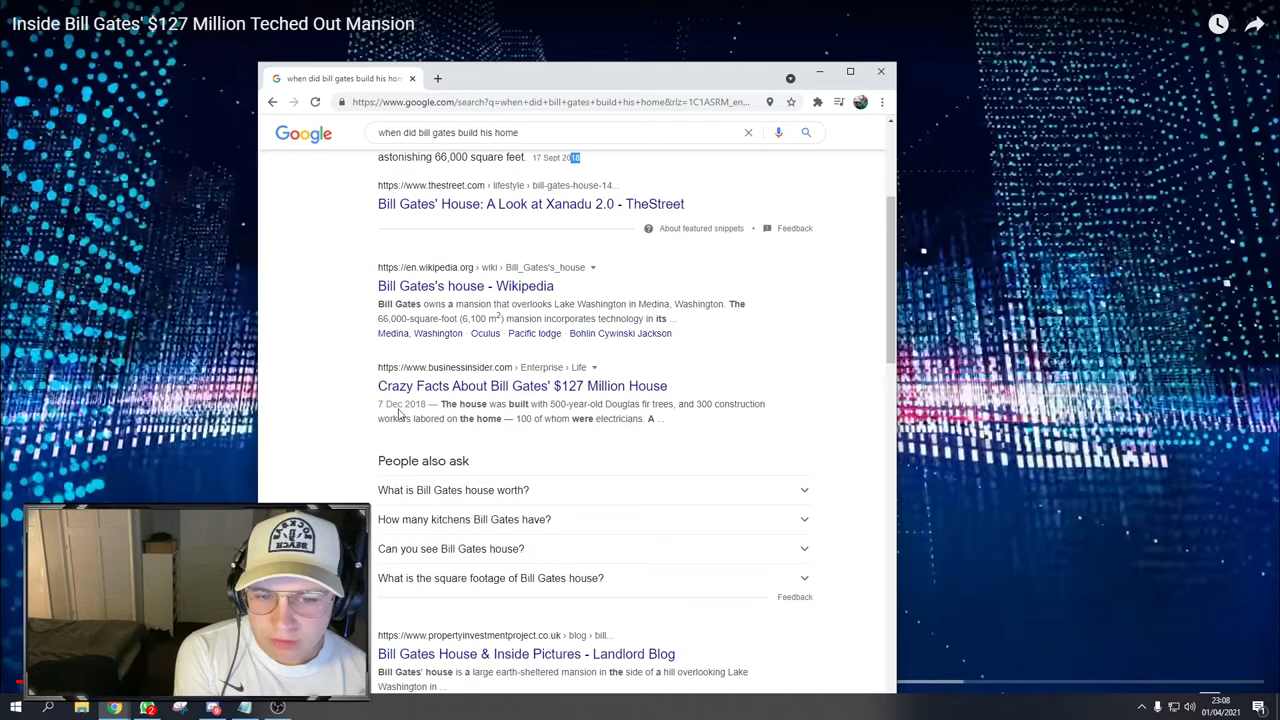 Inside Bill Gates' $127 Million Teched Out Mansion
when did bill gates build his hom
https://www.google.com/search?q=when+did+bill+gates+build+his+home&rlz=1C1ASRM_en...
Google
when did bill gates build his home
astonishing 66,000 square feet. 17 Sept 2018
https://www.thestreet.com › lifestyle › bill-gates-house-14...
Bill Gates' House: A Look at Xanadu 2.0 - TheStreet
About featured snippets • Feedback
https://en.wikipedia.org › wiki › Bill_Gates's_house
Bill Gates's house - Wikipedia
Bill Gates owns a mansion that overlooks Lake Washington in Medina, Washington. The
66,000-square-foot (6,100 m²) mansion incorporates technology in its ...
Medina, Washington · Oculus · Pacific lodge · Bohlin Cywinski Jackson
https://www.businessinsider.com › Enterprise › Life
Crazy Facts About Bill Gates' $127 Million House
7 Dec 2018 — The house was built with 500-year-old Douglas fir trees, and 300 construction
workers labored on the home — 100 of whom were electricians. A ...
People also ask
What is Bill Gates house worth?
How many kitchens Bill Gates have?
Can you see Bill Gates house?
What is the square footage of Bill Gates house?
Feedback
https://www.propertyinvestmentproject.co.uk › blog › bill...
Bill Gates House & Inside Pictures - Landlord Blog
Bill Gates' house is a large earth-sheltered mansion in the side of a hill overlooking Lake
Washington in ...
23:08
01/04/2021